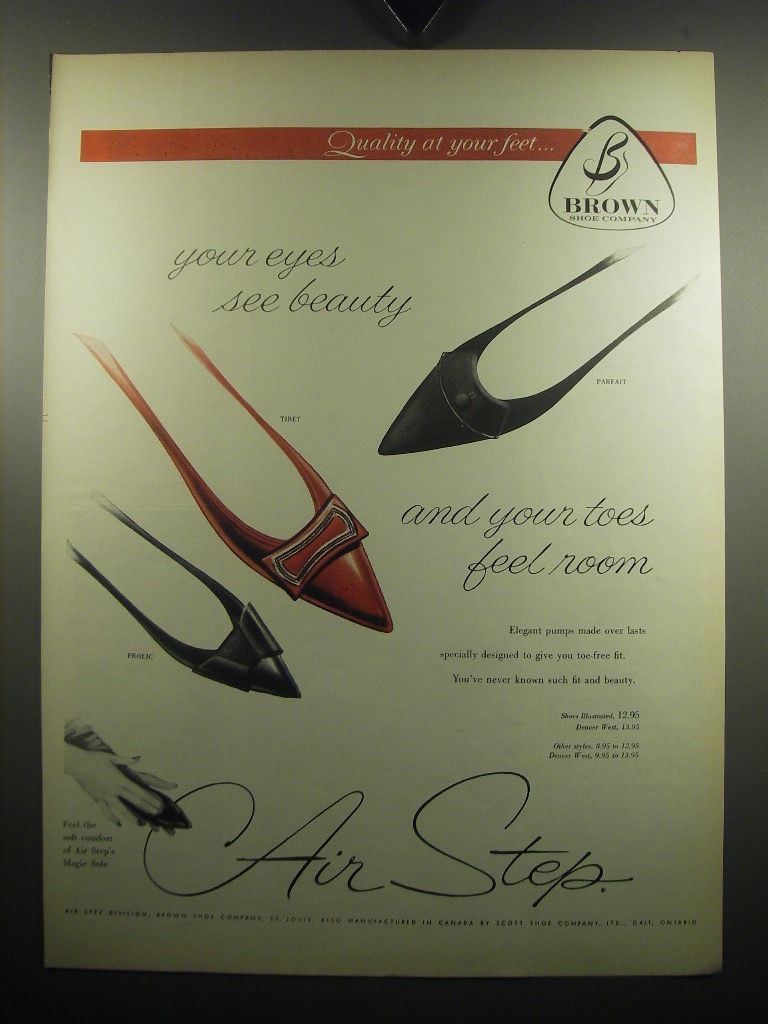 Quality at your feet...
B
BROWN
SHOE COMPANY
your eyes
see beauty
PARFAIT
TIBET
and your toes
feel room
Elegant pumps made over lasts
specially designed to give you toe-free fit.
You've never known such fit and beauty.
FROLIC
Shoes Illustrated, 12.95
Denver West, 13.95
Other styles, 8.95 to 12.95
Denver West, 9.95 to 13.95
Feel the
soft comfort
of Air Step's
Magic Sole
Air Step.
AIR STEP DIVISION, BROWN SHOE COMPANY, ST. LOUIS. ALSO MANUFACTURED IN CANADA BY SCOTT SHOE COMPANY, LTD., GALT, ONTARIO